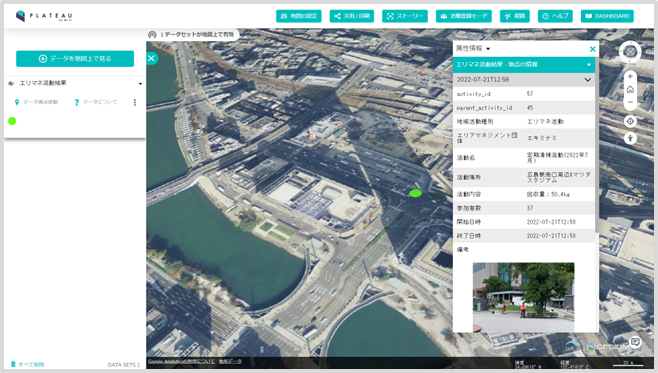 PLATEAU
by MLIT
地図の設定
共有/印刷
ストーリー
活動登録モード
経路
ヘルプ
DASHBOARD
データを地図上で見る
1 データセットが地図上で有効
エリマネ活動結果
データ地点移動
データについて
属性情報
エリマネ活動結果 - 地点の情報
2022-07-21T12:58
activity_id 57
parent_activity_id 45
地域活動種別 エリマネ活動
エリアマネジメント団体 エキミナミ
活動名 定期清掃活動(2022年7月)
活動場所 広島駅南口周辺&マツダスタジアム
活動内容 回収量:50.4kg
参加者数 37
開始日時 2022-07-21T12:58
終了日時 2022-07-21T12:58
備考
すべて削除
DATA SETS 1
Google Analyticsの利用について
地形データ
CESIUM
緯度
経度